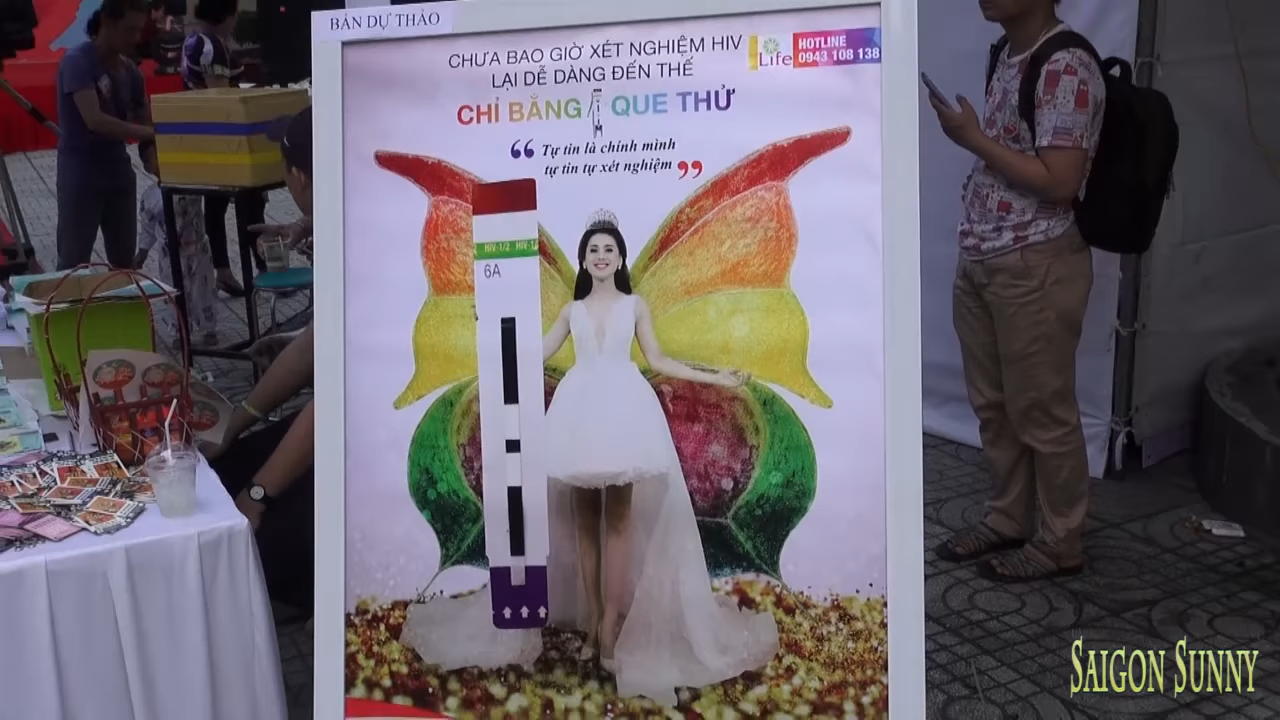 BẢN DỰ THẢO
CHƯA BAO GIỜ XÉT NGHIỆM HIV
LẠI DỄ DÀNG ĐẾN THẾ
CHỈ BẰNG QUE THỬ
“ Tự tin là chính mình
tự tin tự xét nghiệm ”
Life
HOTLINE
0943 108 138
HIV-1/2 HIV-1
6A
SAIGON SUNNY